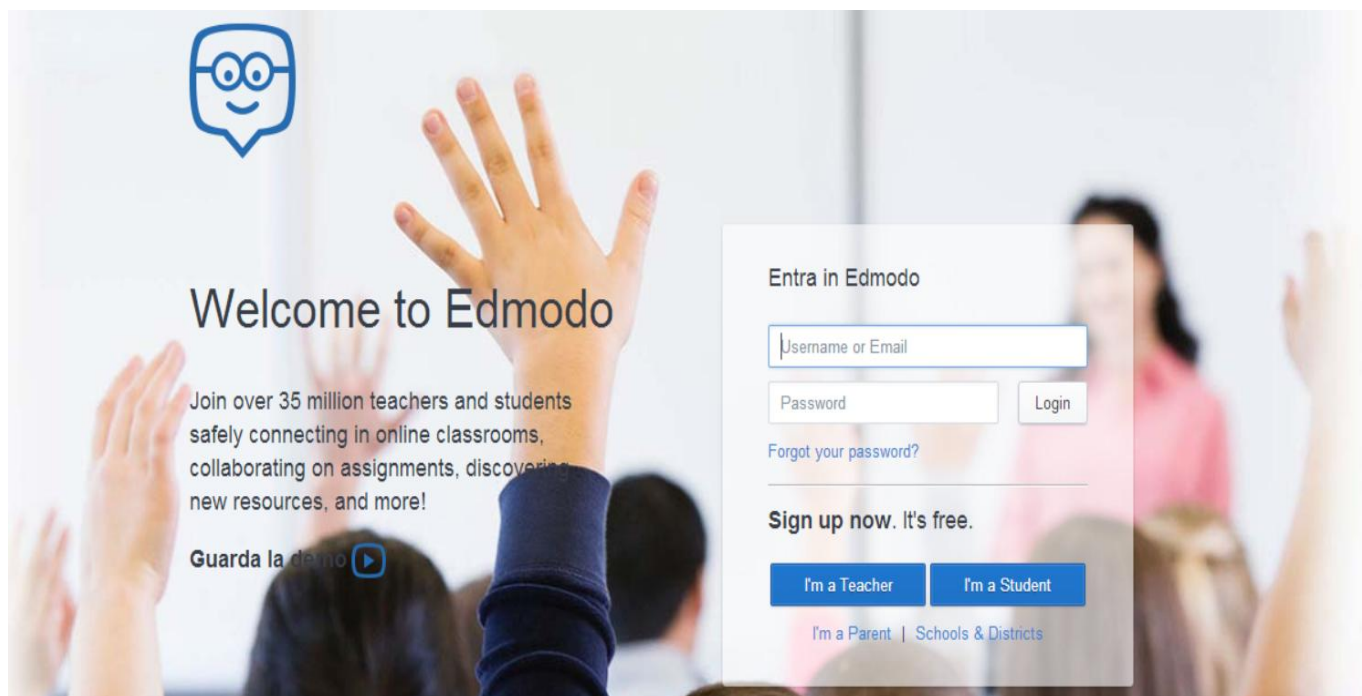 Welcome to Edmodo
Join over 35 million teachers and students
safely connecting in online classrooms,
collaborating on assignments, discovering
new resources, and more!
Guarda la demo
Entra in Edmodo
Username or Email
Password
Login
Forgot your password?
Sign up now. It's free.
I'm a Teacher
I'm a Student
I'm a Parent | Schools & Districts